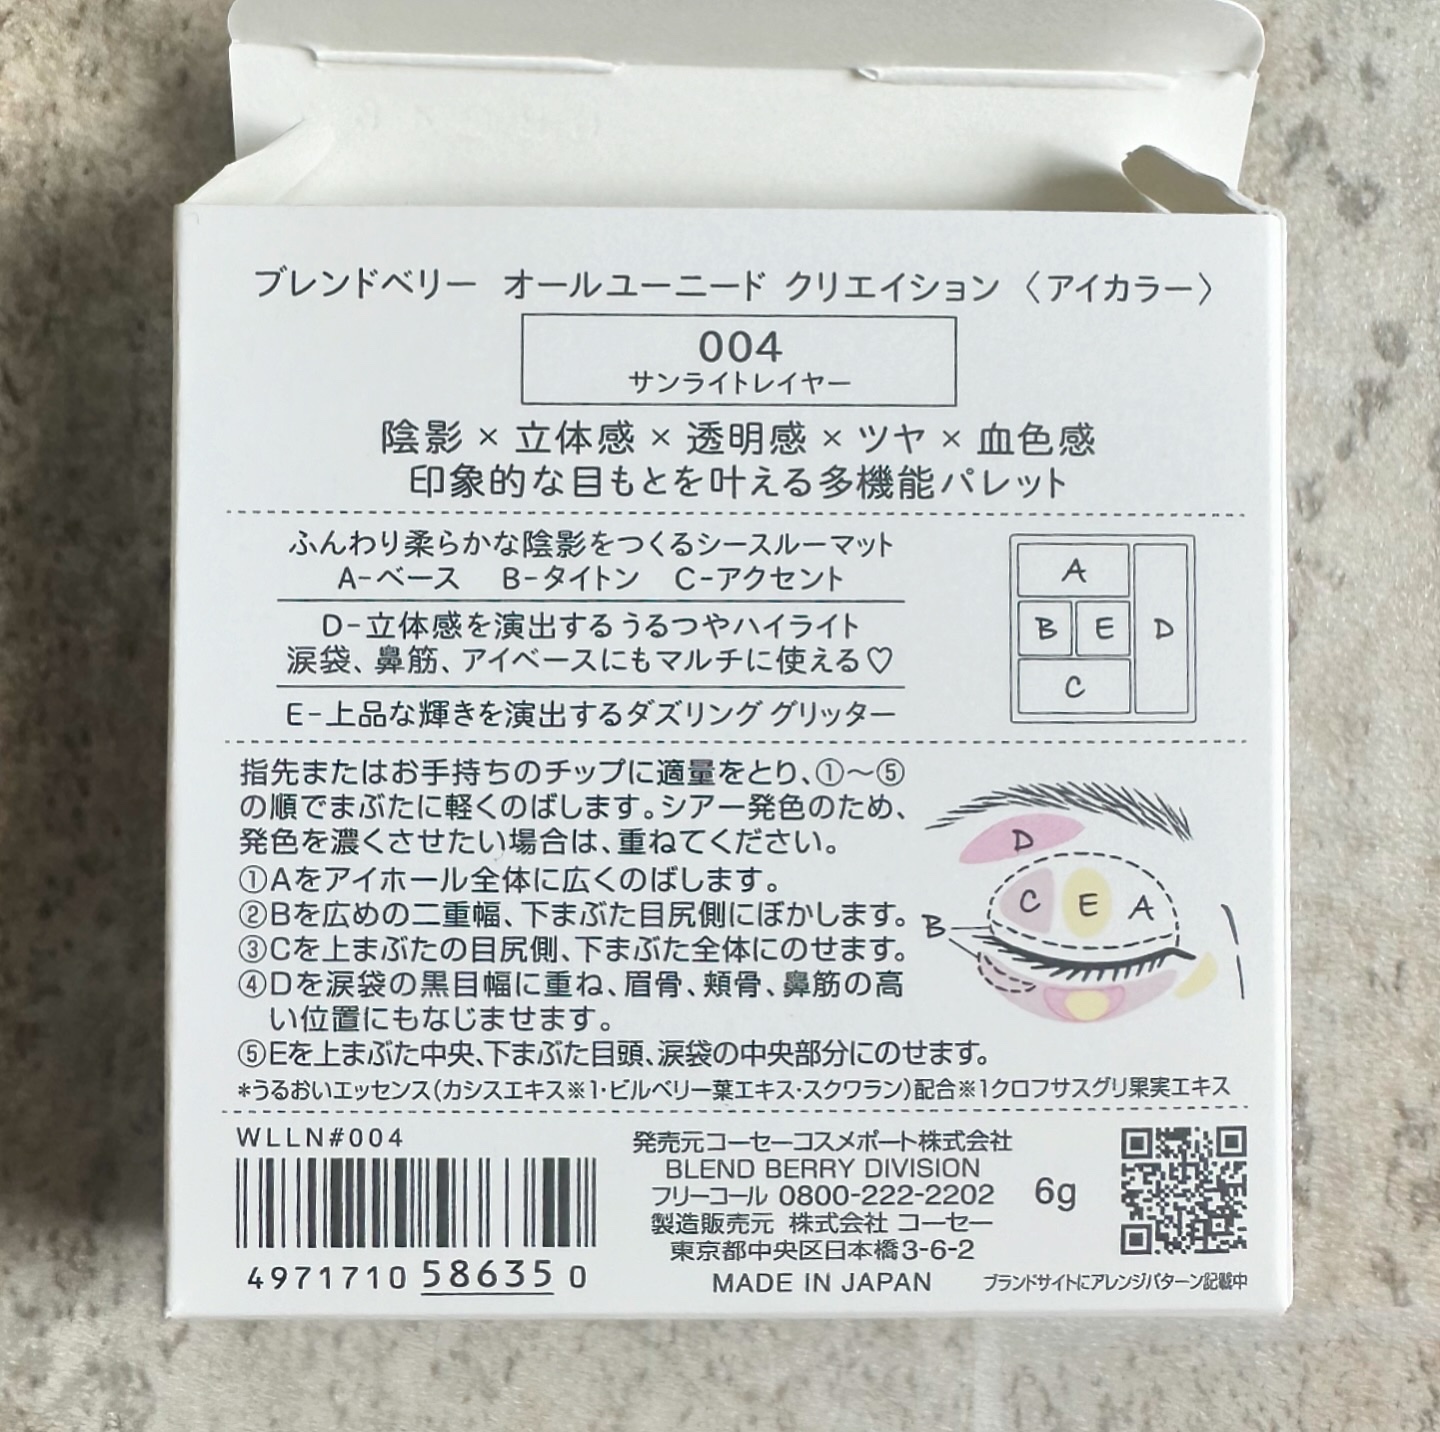 ブレンドベリー オールユーニード クリエイション〈アイカラー〉
004
サンライトレイヤー
陰影×立体感×透明感×ツヤ×血色感
印象的な目もとを叶える多機能パレット
ふんわり柔らかな陰影をつくるシースルーマット
A-ベース B-タイトン C-アクセント
D-立体感を演出するうるつやハイライト
涙袋、鼻筋、アイベースにもマルチに使える♡
E-上品な輝きを演出するダズリンググリッター
A
B E D
C
指先またはお手持ちのチップに適量をとり、①～⑤
の順でまぶたに軽くのばします。シアー発色のため、
発色を濃くさせたい場合は、重ねてください。
①Aをアイホール全体に広くのばします。
②Bを広めの二重幅、下まぶた目尻側にぼかします。
③Cを上まぶたの目尻側、下まぶた全体にのせます。
④Dを涙袋の黒目幅に重ね、眉骨、頬骨、鼻筋の高
い位置にもなじませます。
⑤Eを上まぶた中央、下まぶた目頭、涙袋の中央部分にのせます。
D
C E A
B
*うるおいエッセンス(カシスエキス※1・ビルベリー葉エキス・スクワラン)配合※1クロフサスグリ果実エキス
WLLN#004
4971710 58635 0
発売元コーセーコスメポート株式会社
BLEND BERRY DIVISION
フリーコール 0800-222-2202
製造販売元 株式会社 コーセー
東京都中央区日本橋3-6-2
MADE IN JAPAN
6g
ブランドサイトにアレンジパターン記載中